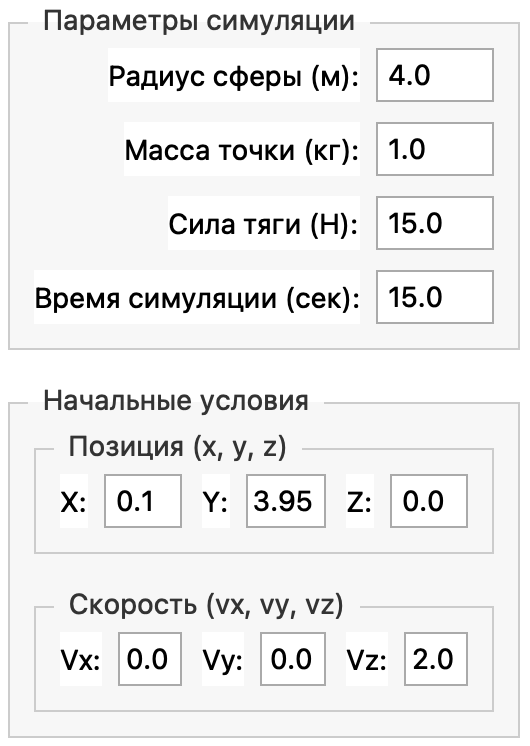 Параметры симуляции
Радиус сферы (м): 4.0
Масса точки (кг): 1.0
Сила тяги (Н): 15.0
Время симуляции (сек): 15.0
Начальные условия
Позиция (x, y, z)
X: 0.1 Y: 3.95 Z: 0.0
Скорость (vx, vy, vz)
Vx: 0.0 Vy: 0.0 Vz: 2.0